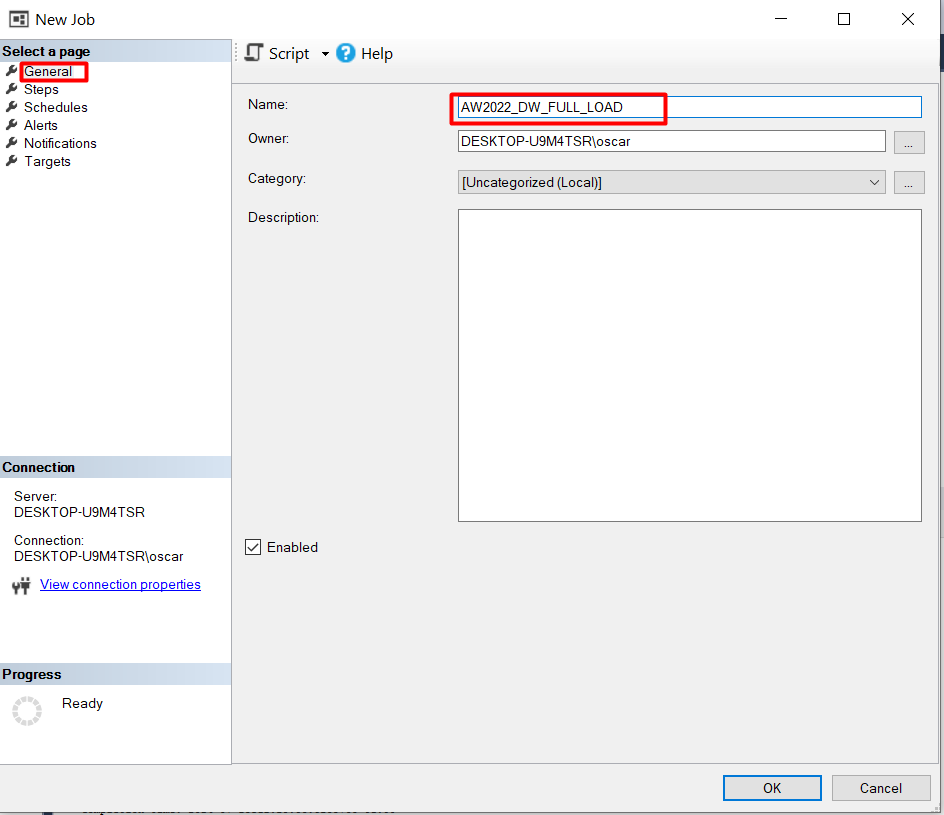 New Job
Select a page
General
Steps
Schedules
Alerts
Notifications
Targets
Script
Help
Name:
AW2022_DW_FULL_LOAD
Owner:
DESKTOP-U9M4TSR\oscar
...
Category:
[Uncategorized (Local)]
...
Description:
Enabled
Connection
Server:
DESKTOP-U9M4TSR
Connection:
DESKTOP-U9M4TSR\oscar
View connection properties
Progress
Ready
OK
Cancel